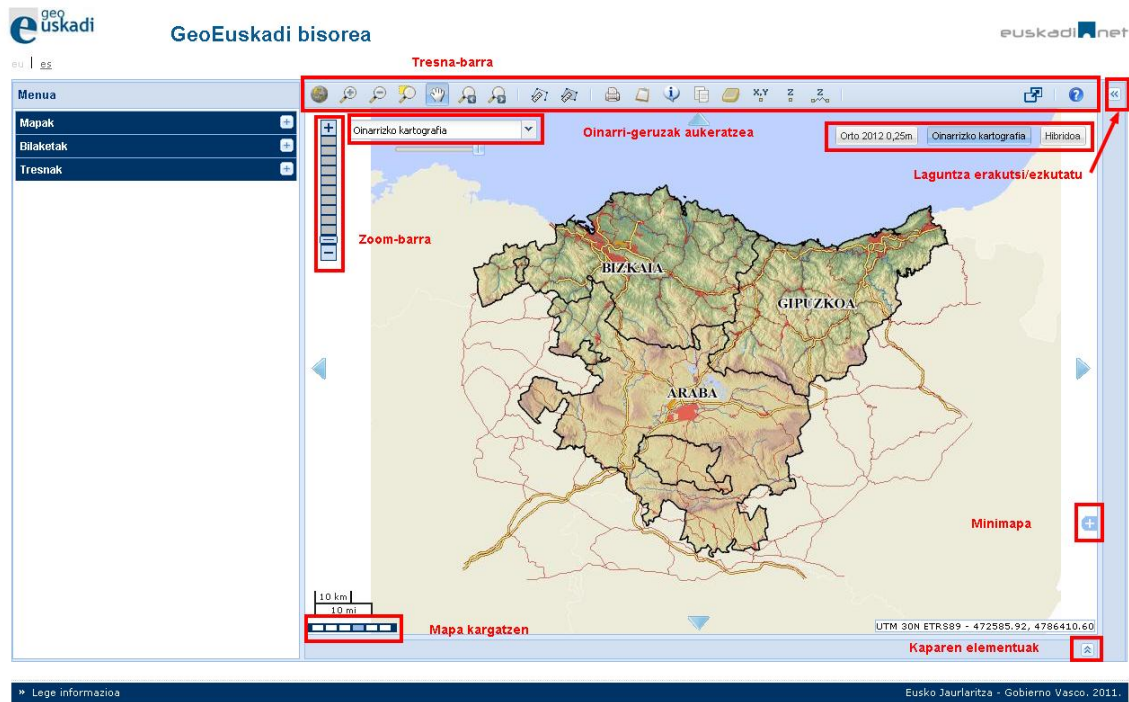 geo
euskadi
GeoEuskadi bisorea
euskadi net
eu | es
Tresna-barra
Menua
X,Y Z Z
Mapak
Bilaketak
Tresnak
Oinarrizko kartografia
Oinarri-geruzak aukeratzea
Orto 2012 0,25m Oinarrizko kartografia Hibridoa
Laguntza erakutsi/ezkutatu
Zoom-barra
BIZKAIA
GIPUZKOA
ARABA
Minimapa
10 km
10 mi
Mapa kargatzen
UTM 30N ETRS89 - 472585.92, 4786410.60
Kaparen elementuak
» Lege informazioa
Eusko Jaurlaritza - Gobierno Vasco. 2011.